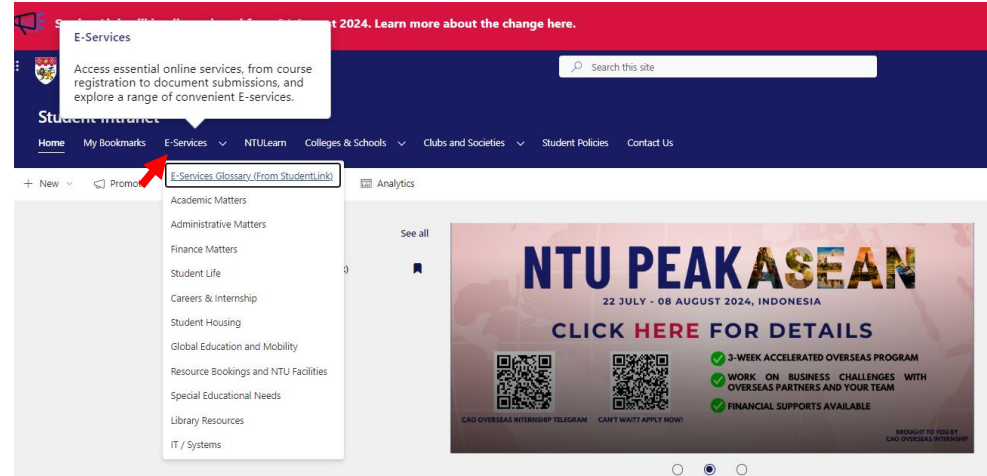 t 2024. Learn more about the change here.
E-Services
Access essential online services, from course
registration to document submissions, and
explore a range of convenient E-services.
Search this site
Student Intranet
Home My Bookmarks E-Services NTULearn Colleges & Schools Clubs and Societies Student Policies Contact Us
+ New Promot Analytics
E-Services Glossary (From StudentLink)
Academic Matters
Administrative Matters
Finance Matters
Student Life
Careers & Internship
Student Housing
Global Education and Mobility
Resource Bookings and NTU Facilities
Special Educational Needs
Library Resources
IT / Systems
See all
NTU PEAK ASEAN
22 JULY - 08 AUGUST 2024, INDONESIA
CLICK HERE FOR DETAILS
3-WEEK ACCELERATED OVERSEAS PROGRAM
WORK ON BUSINESS CHALLENGES WITH
OVERSEAS PARTNERS AND YOUR TEAM
FINANCIAL SUPPORTS AVAILABLE
CAO OVERSEAS INTERNSHIP TELEGRAM CAN'T WAIT? APPLY NOW!
BROUGHT TO YOU BY
CAO OVERSEAS INTERNSHIP